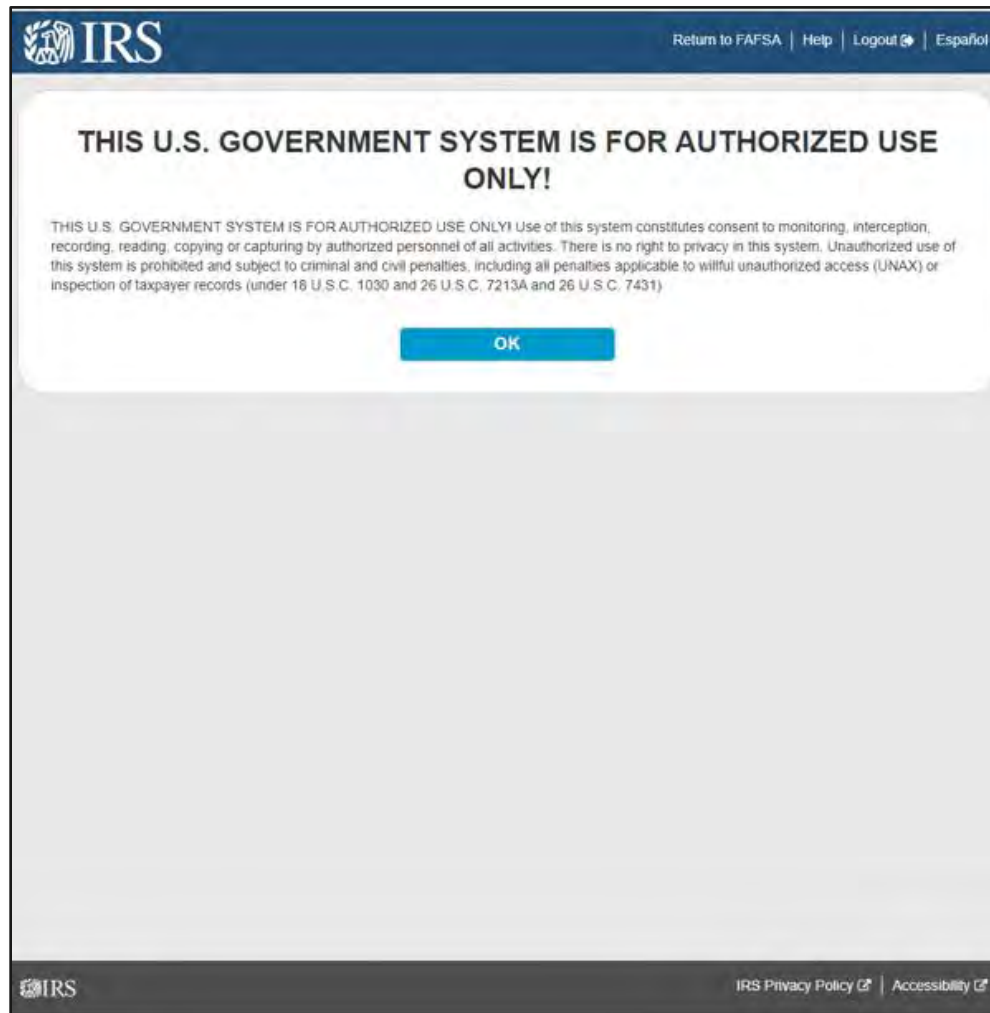 IRS
Return to FAFSA | Help | Logout | Español
THIS U.S. GOVERNMENT SYSTEM IS FOR AUTHORIZED USE
ONLY!
THIS U.S. GOVERNMENT SYSTEM IS FOR AUTHORIZED USE ONLY! Use of this system constitutes consent to monitoring, interception,
recording, reading, copying or capturing by authorized personnel of all activities. There is no right to privacy in this system. Unauthorized use of
this system is prohibited and subject to criminal and civil penalties, including all penalties applicable to willful unauthorized access (UNAX) or
inspection of taxpayer records (under 18 U.S.C. 1030 and 26 U.S.C. 7213A and 26 U.S.C. 7431)
OK
IRS
IRS Privacy Policy | Accessibility